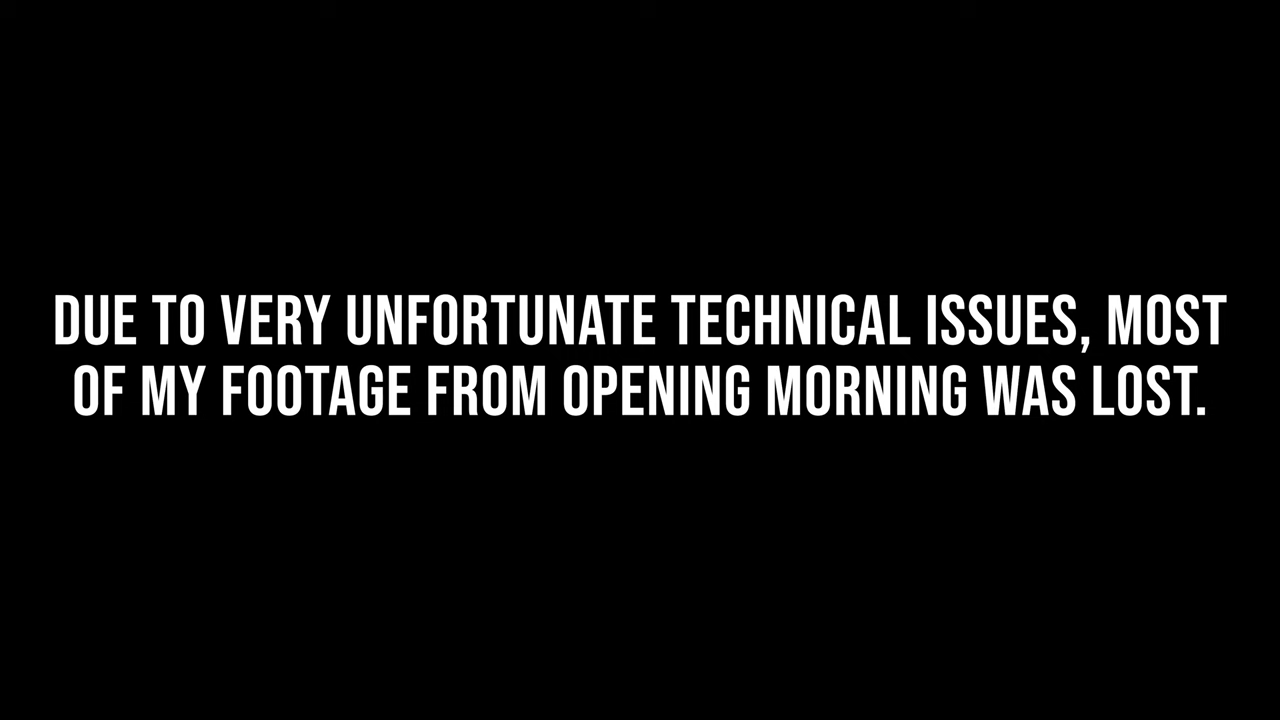 DUE TO VERY UNFORTUNATE TECHNICAL ISSUES, MOST
OF MY FOOTAGE FROM OPENING MORNING WAS LOST.